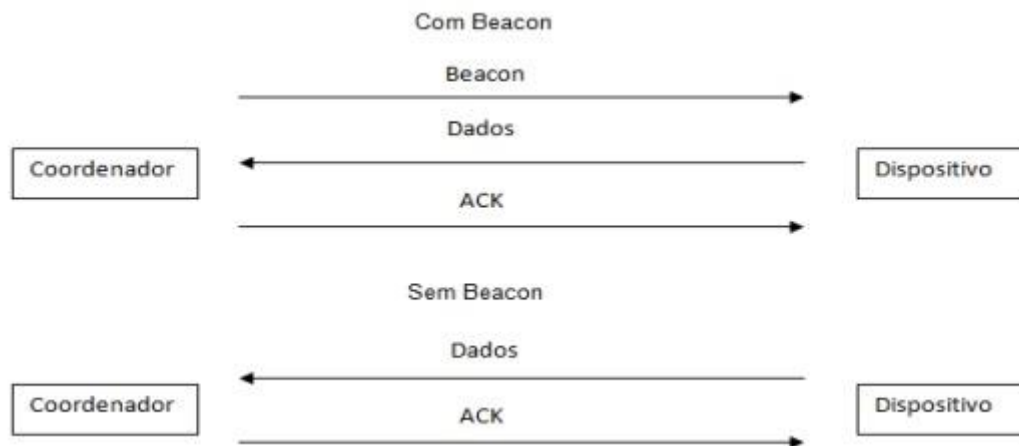 Com Beacon
Beacon
Dados
Coordenador
Dispositivo
ACK
Sem Beacon
Dados
Coordenador
Dispositivo
ACK